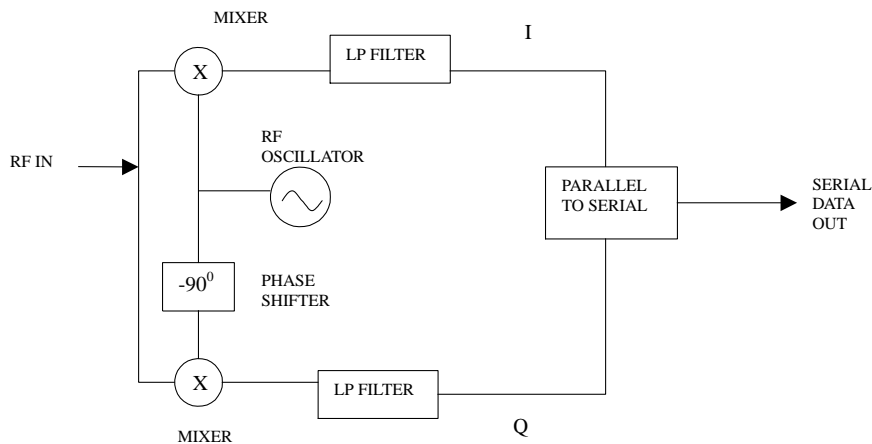 MIXER
I
LP FILTER
X
RF
OSCILLATOR
RF IN
PARALLEL
TO SERIAL
SERIAL
DATA
OUT
-90⁰
PHASE
SHIFTER
X
LP FILTER
Q
MIXER